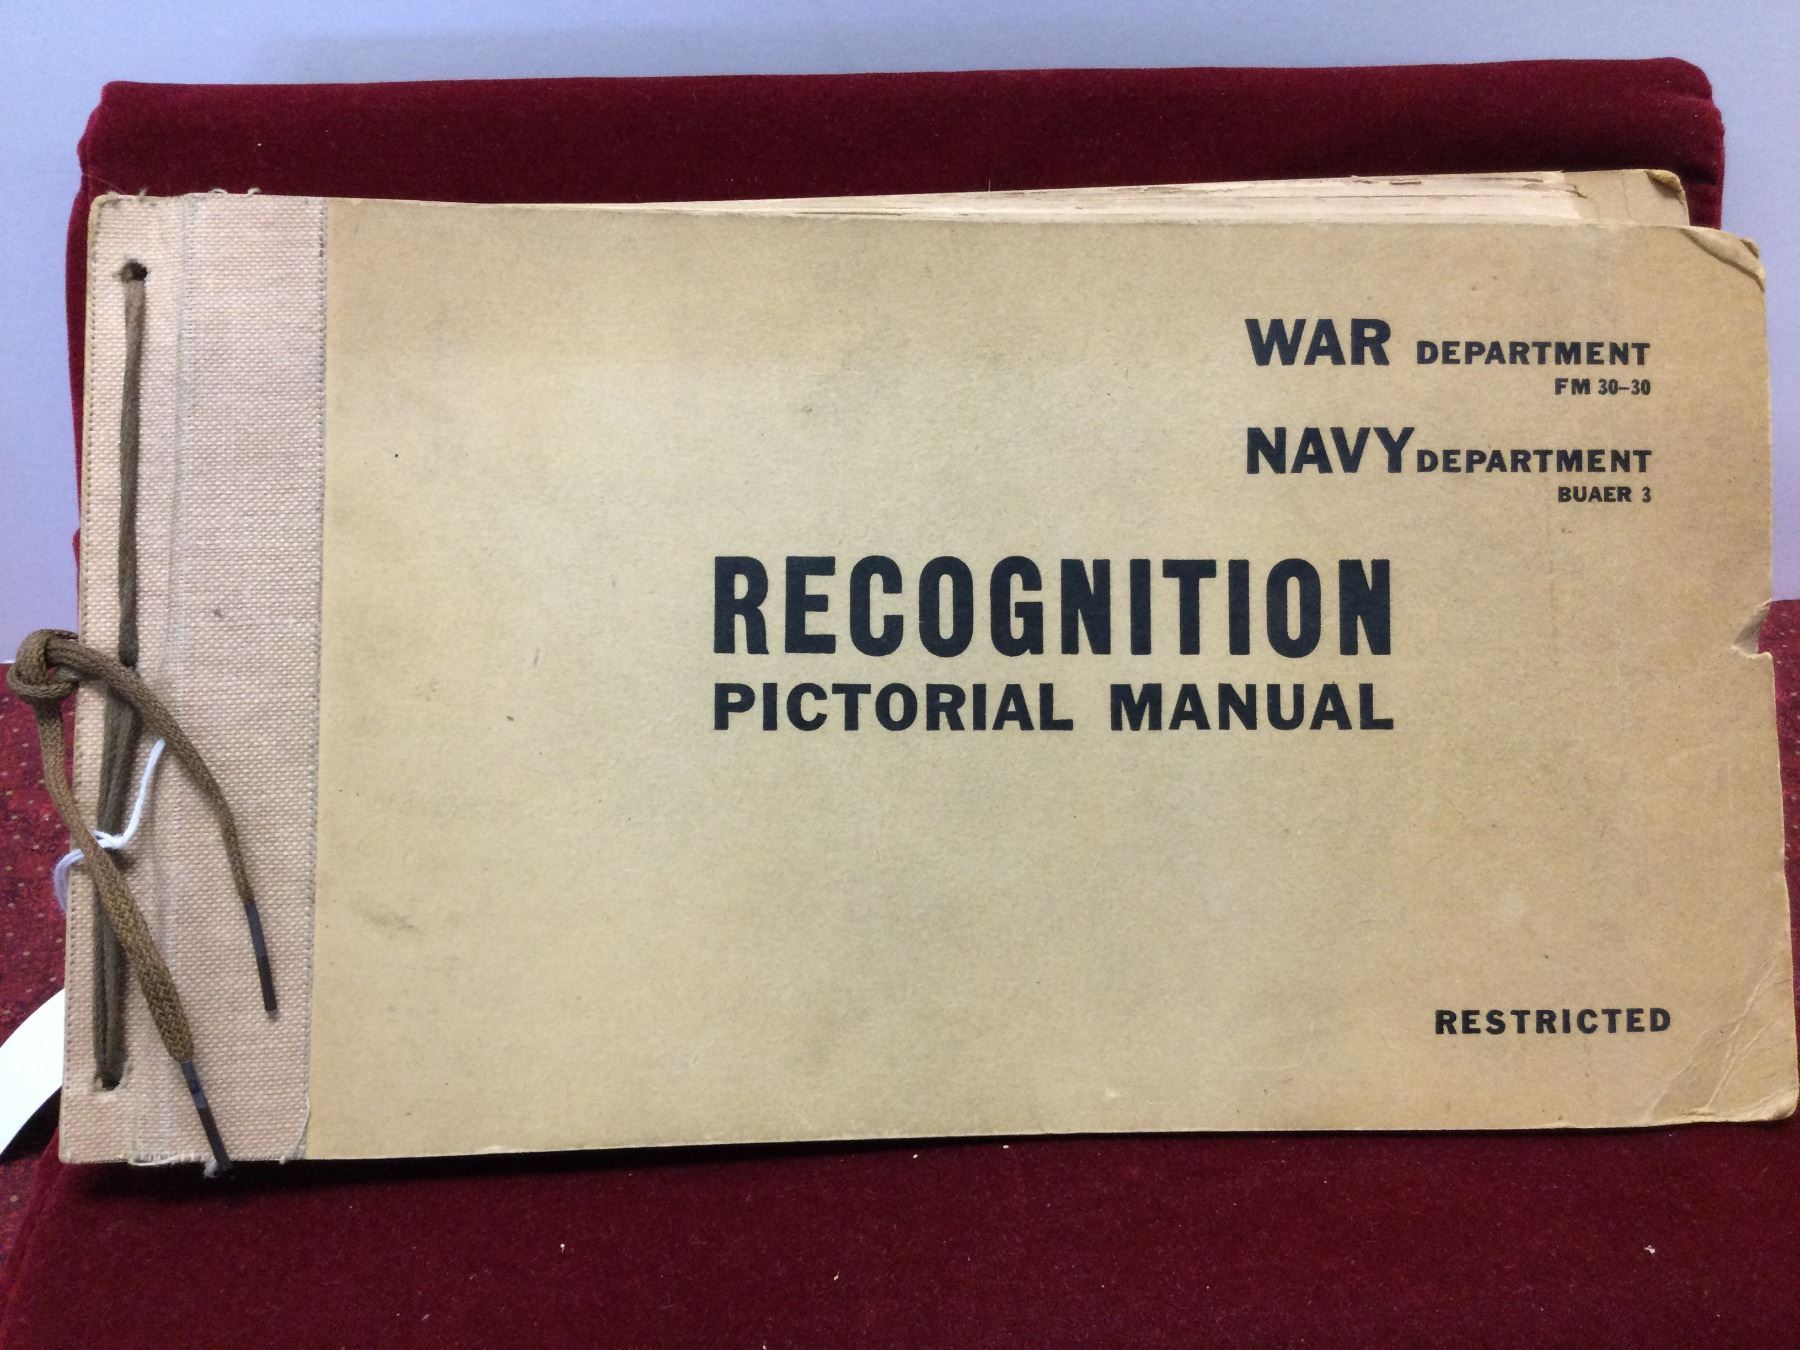 WAR DEPARTMENT
FM 30-30
NAVY DEPARTMENT
BUAER 3
RECOGNITION
PICTORIAL MANUAL
RESTRICTED